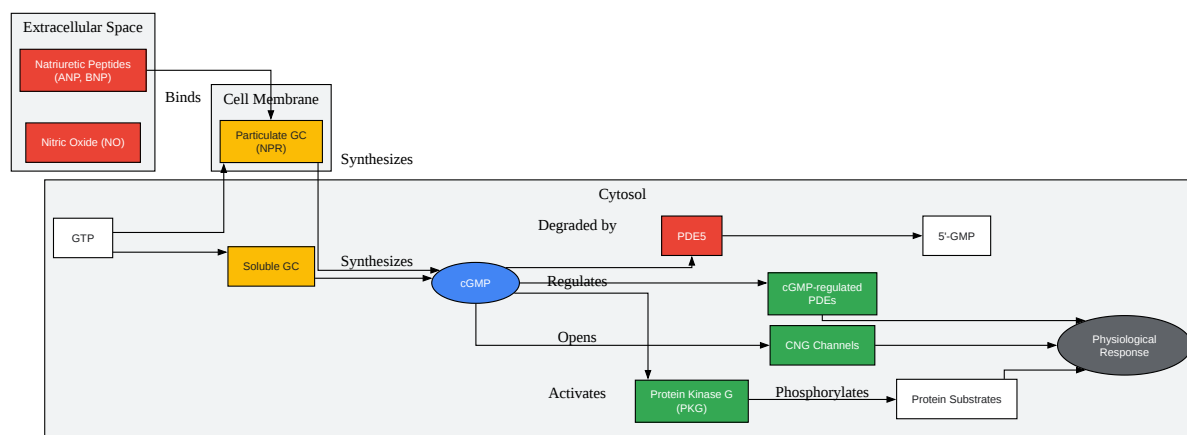 Extracellular Space
Natriuretic Peptides
(ANP, BNP)
Binds
Cell Membrane
Nitric Oxide (NO)
Particulate GC
(NPR)
Synthesizes
Cytosol
GTP
Degraded by
PDE5
5'-GMP
Soluble GC
Synthesizes
cGMP
Regulates
cGMP-regulated
PDEs
Opens
CNG Channels
Physiological
Response
Activates
Protein Kinase G
(PKG)
Phosphorylates
Protein Substrates